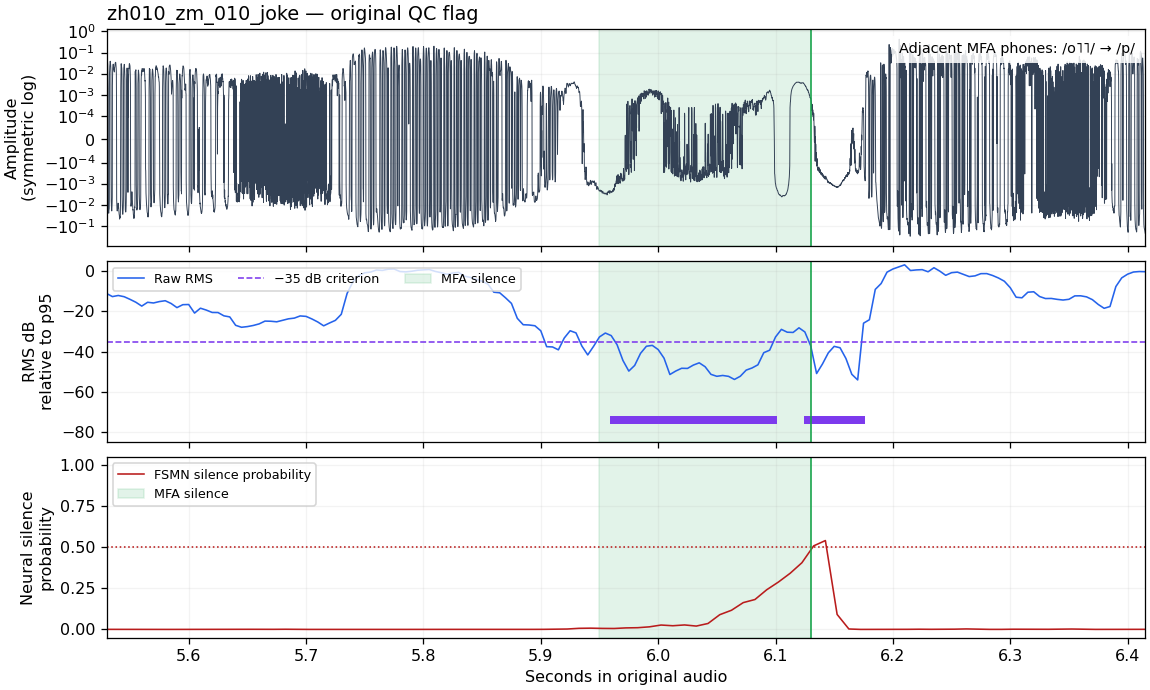 zh010_zm_010_joke — original QC flag
Adjacent MFA phones: /o˥˥/ → /p/
Amplitude
(symmetric log)
10⁰
10⁻¹
10⁻²
10⁻³
10⁻⁴
0
−10⁻⁴
−10⁻³
−10⁻²
−10⁻¹
RMS dB
relative to p95
0
−20
−40
−60
−80
Raw RMS
−35 dB criterion
MFA silence
Neural silence
probability
1.00
0.75
0.50
0.25
0.00
FSMN silence probability
MFA silence
5.6 5.7 5.8 5.9 6.0 6.1 6.2 6.3 6.4
Seconds in original audio